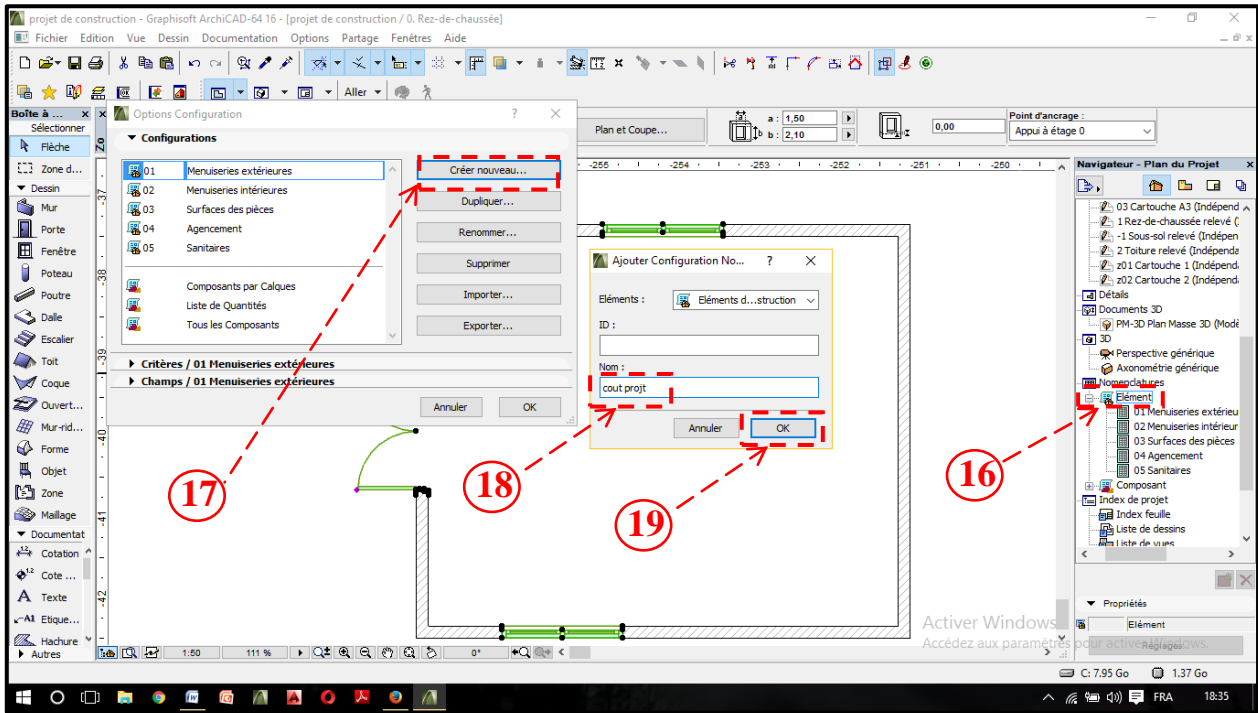 projet de construction - Graphisoft ArchiCAD-64 16 - [projet de construction / 0. Rez-de-chaussée]
Fichier Edition Vue Dessin Documentation Options Partage Fenêtres Aide
Aller
Boîte à ...
Sélectionner
Flèche
Zone d...
Dessin
Mur
Porte
Fenêtre
Poteau
Poutre
Dalle
Escalier
Toit
Coque
Ouvert...
Mur-rid...
Forme
Objet
Zone
Maillage
Documentat
Cotation
Cote ...
Texte
Etique...
Hachure
Autres
Options Configuration
Configurations
01 Menuiseries extérieures
02 Menuiseries intérieures
03 Surfaces des pièces
04 Agencement
05 Sanitaires
Composants par Calques
Liste de Quantités
Tous les Composants
Créer nouveau...
Dupliquer...
Renommer...
Supprimer
Importer...
Exporter...
Critères / 01 Menuiseries extérieures
Champs / 01 Menuiseries extérieures
Annuler OK
Plan et Coupe...
a : 1,50
b : 2,10
0,00
Point d'ancrage :
Appui à étage 0
-255 -254 -253 -252 -251 -250
-38
-39
-40
-42
Ajouter Configuration No... ?
Eléments : Eléments d...struction
ID :
Nom :
cout projt
Annuler OK
16
17
18
19
Navigateur - Plan du Projet
03 Cartouche A3 (Indépend
1 Rez-de-chaussée relevé (
-1 Sous-sol relevé (Indépen
2 Toiture relevé (Indépenda
z01 Cartouche 1 (Indépend
z02 Cartouche 2 (Indépend
Détails
Documents 3D
PM-3D Plan Masse 3D (Modè
3D
Perspective générique
Axonométrie générique
Nomenclatures
Elément
01 Menuiseries extérieu
02 Menuiseries intérieur
03 Surfaces des pièces
04 Agencement
05 Sanitaires
Composant
Index de projet
Index feuille
Liste de dessins
Liste de vues
Propriétés
Elément
Réglages...
Activer Windows
Accédez aux paramètres pour activer Windows.
1:50 111 % 0°
C: 7.95 Go 1.37 Go
FRA 18:35